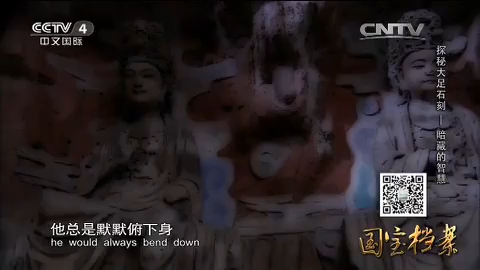 CCTV 4
中文国际
CNTV
探秘大足石刻—暗藏的智慧
他总是默默俯下身
he would always bend down
国宝档案